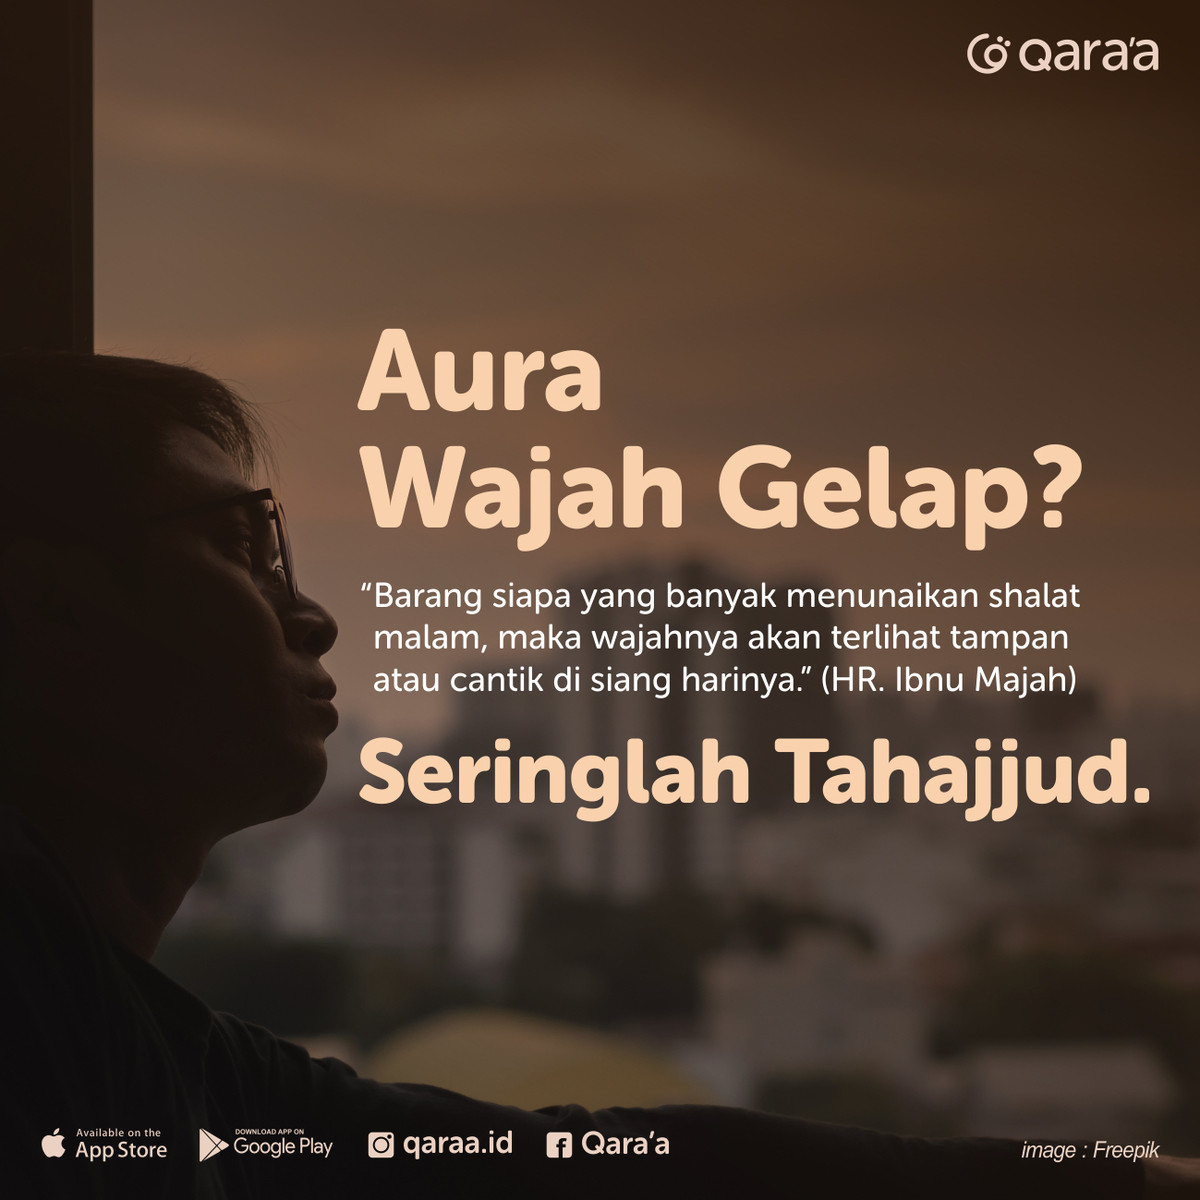 Qara'a
Aura
Wajah Gelap?
“Barang siapa yang banyak menunaikan shalat
malam, maka wajahnya akan terlihat tampan
atau cantik di siang harinya.” (HR. Ibnu Majah)
Seringlah Tahajjud.
Available on the
App Store
DOWNLOAD APP ON
Google Play
qaraa.id
Qara'a
image : Freepik